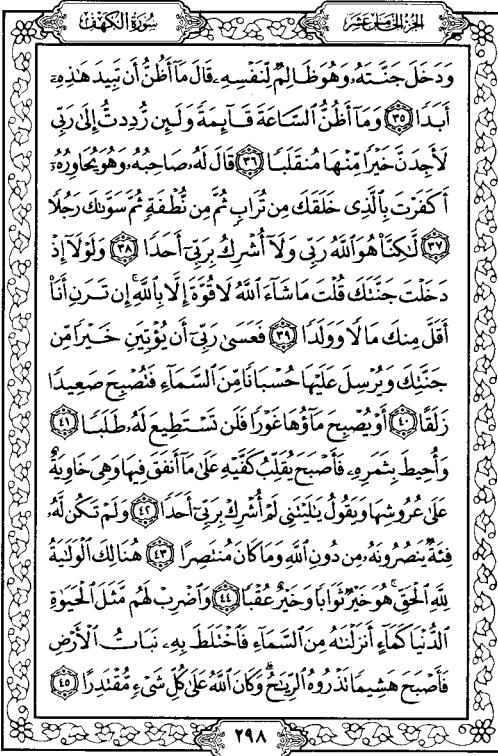 الجزء الخامس عشر
سورة الكهف
وَدَخَلَ جَنَّتَهُۥ وَهُوَ ظَالِمٌ لِّنَفْسِهِۦ قَالَ مَآ أَظُنُّ أَن تَبِيدَ هَٰذِهِۦٓ
أَبَدًا ٣٥ وَمَآ أَظُنُّ ٱلسَّاعَةَ قَآئِمَةً وَلَئِن رُّدِدتُّ إِلَىٰ رَبِّي
لَأَجِدَنَّ خَيْرًا مِّنْهَا مُنقَلَبًا ٣٦ قَالَ لَهُۥ صَاحِبُهُۥ وَهُوَ يُحَاوِرُهُۥٓ
أَكَفَرْتَ بِٱلَّذِي خَلَقَكَ مِن تُرَابٍ ثُمَّ مِن نُّطْفَةٍ ثُمَّ سَوَّىٰكَ رَجُلًا
٣٧ لَّٰكِنَّا۠ هُوَ ٱللَّهُ رَبِّي وَلَآ أُشْرِكُ بِرَبِّيٓ أَحَدًا ٣٨ وَلَوْلَآ إِذْ
دَخَلْتَ جَنَّتَكَ قُلْتَ مَا شَآءَ ٱللَّهُ لَا قُوَّةَ إِلَّا بِٱللَّهِ ۚ إِن تَرَنِ أَنَا۠
أَقَلَّ مِنكَ مَالًا وَوَلَدًا ٣٩ فَعَسَىٰ رَبِّيٓ أَن يُؤْتِيَنِ خَيْرًا مِّن
جَنَّتِكَ وَيُرْسِلَ عَلَيْهَا حُسْبَانًا مِّنَ ٱلسَّمَآءِ فَتُصْبِحَ صَعِيدًا
زَلَقًا ٤٠ أَوْ يُصْبِحَ مَآؤُهَا غَوْرًا فَلَن تَسْتَطِيعَ لَهُۥ طَلَبًا ٤١
وَأُحِيطَ بِثَمَرِهِۦ فَأَصْبَحَ يُقَلِّبُ كَفَّيْهِ عَلَىٰ مَآ أَنفَقَ فِيهَا وَهِيَ خَاوِيَةٌ
عَلَىٰ عُرُوشِهَا وَيَقُولُ يَٰلَيْتَنِي لَمْ أُشْرِكْ بِرَبِّيٓ أَحَدًا ٤٢ وَلَمْ تَكُن لَّهُۥ
فِئَةٌ يَنصُرُونَهُۥ مِن دُونِ ٱللَّهِ وَمَا كَانَ مُنتَصِرًا ٤٣ هُنَالِكَ ٱلْوَلَٰيَةُ
لِلَّهِ ٱلْحَقِّ ۚ هُوَ خَيْرٌ ثَوَابًا وَخَيْرٌ عُقْبًا ٤٤ وَٱضْرِبْ لَهُم مَّثَلَ ٱلْحَيَوٰةِ
ٱلدُّنْيَا كَمَآءٍ أَنزَلْنَٰهُ مِنَ ٱلسَّمَآءِ فَٱخْتَلَطَ بِهِۦ نَبَاتُ ٱلْأَرْضِ
فَأَصْبَحَ هَشِيمًا تَذْرُوهُ ٱلرِّيَٰحُ ۗ وَكَانَ ٱللَّهُ عَلَىٰ كُلِّ شَيْءٍ مُّقْتَدِرًا ٤٥
٢٩٨